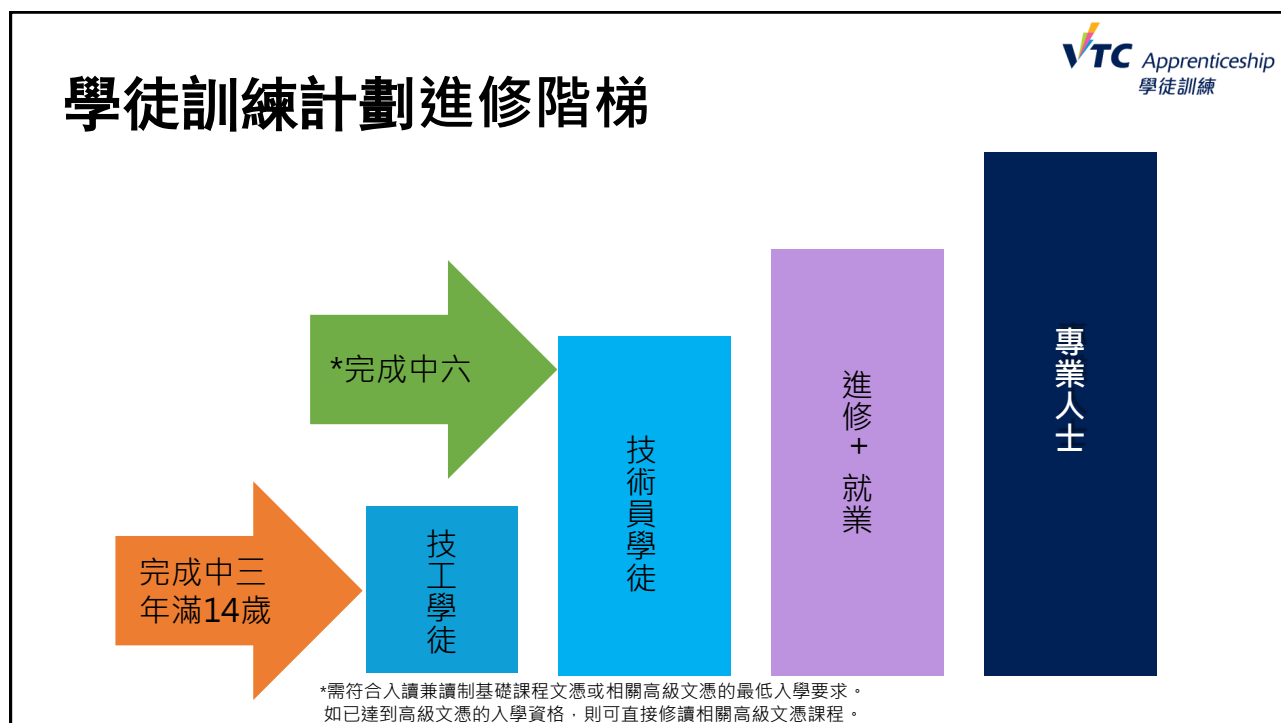 VTC Apprenticeship
學徒訓練
學徒訓練計劃進修階梯
*完成中六
完成中三
年滿14歲
技工學徒
技術員學徒
進修+ 就業
專業人士
*需符合入讀兼讀制基礎課程文憑或相關高級文憑的最低入學要求。
如已達到高級文憑的入學資格，則可直接修讀相關高級文憑課程。